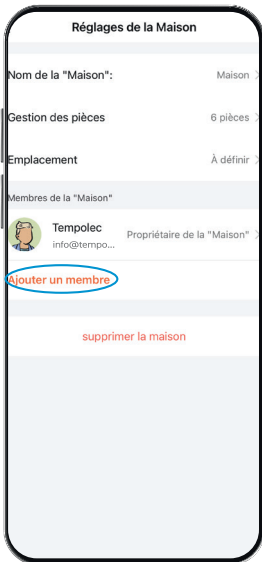 Réglages de la Maison
Nom de la "Maison": Maison
Gestion des pièces 6 pièces
Emplacement À définir
Membres de la "Maison"
Tempolec
info@tempo... Propriétaire de la "Maison"
Ajouter un membre
supprimer la maison